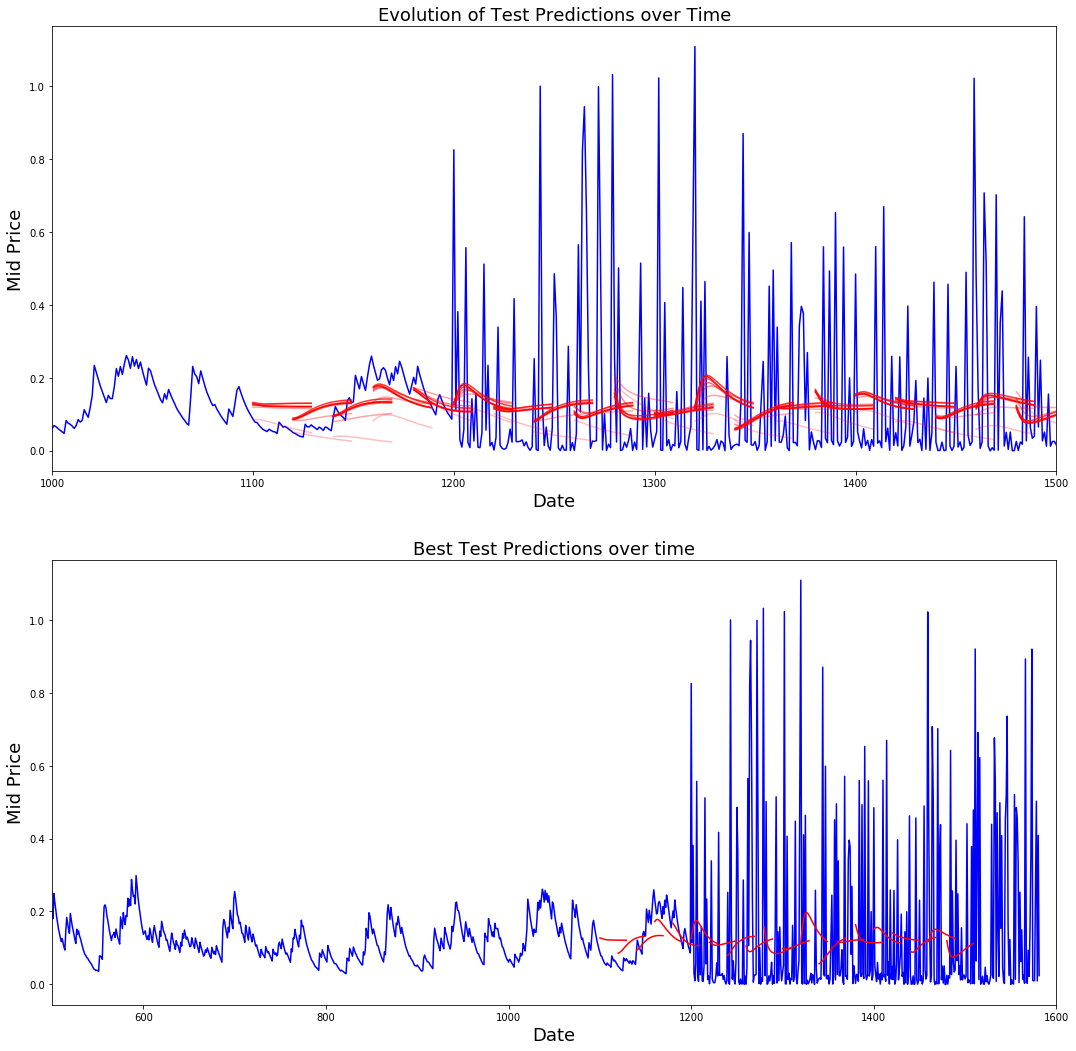 Evolution of Test Predictions over Time
Mid Price
1.0
0.8
0.6
0.4
0.2
0.0
1000 1100 1200 1300 1400 1500
Date
Best Test Predictions over time
Mid Price
1.0
0.8
0.6
0.4
0.2
0.0
600 800 1000 1200 1400 1600
Date